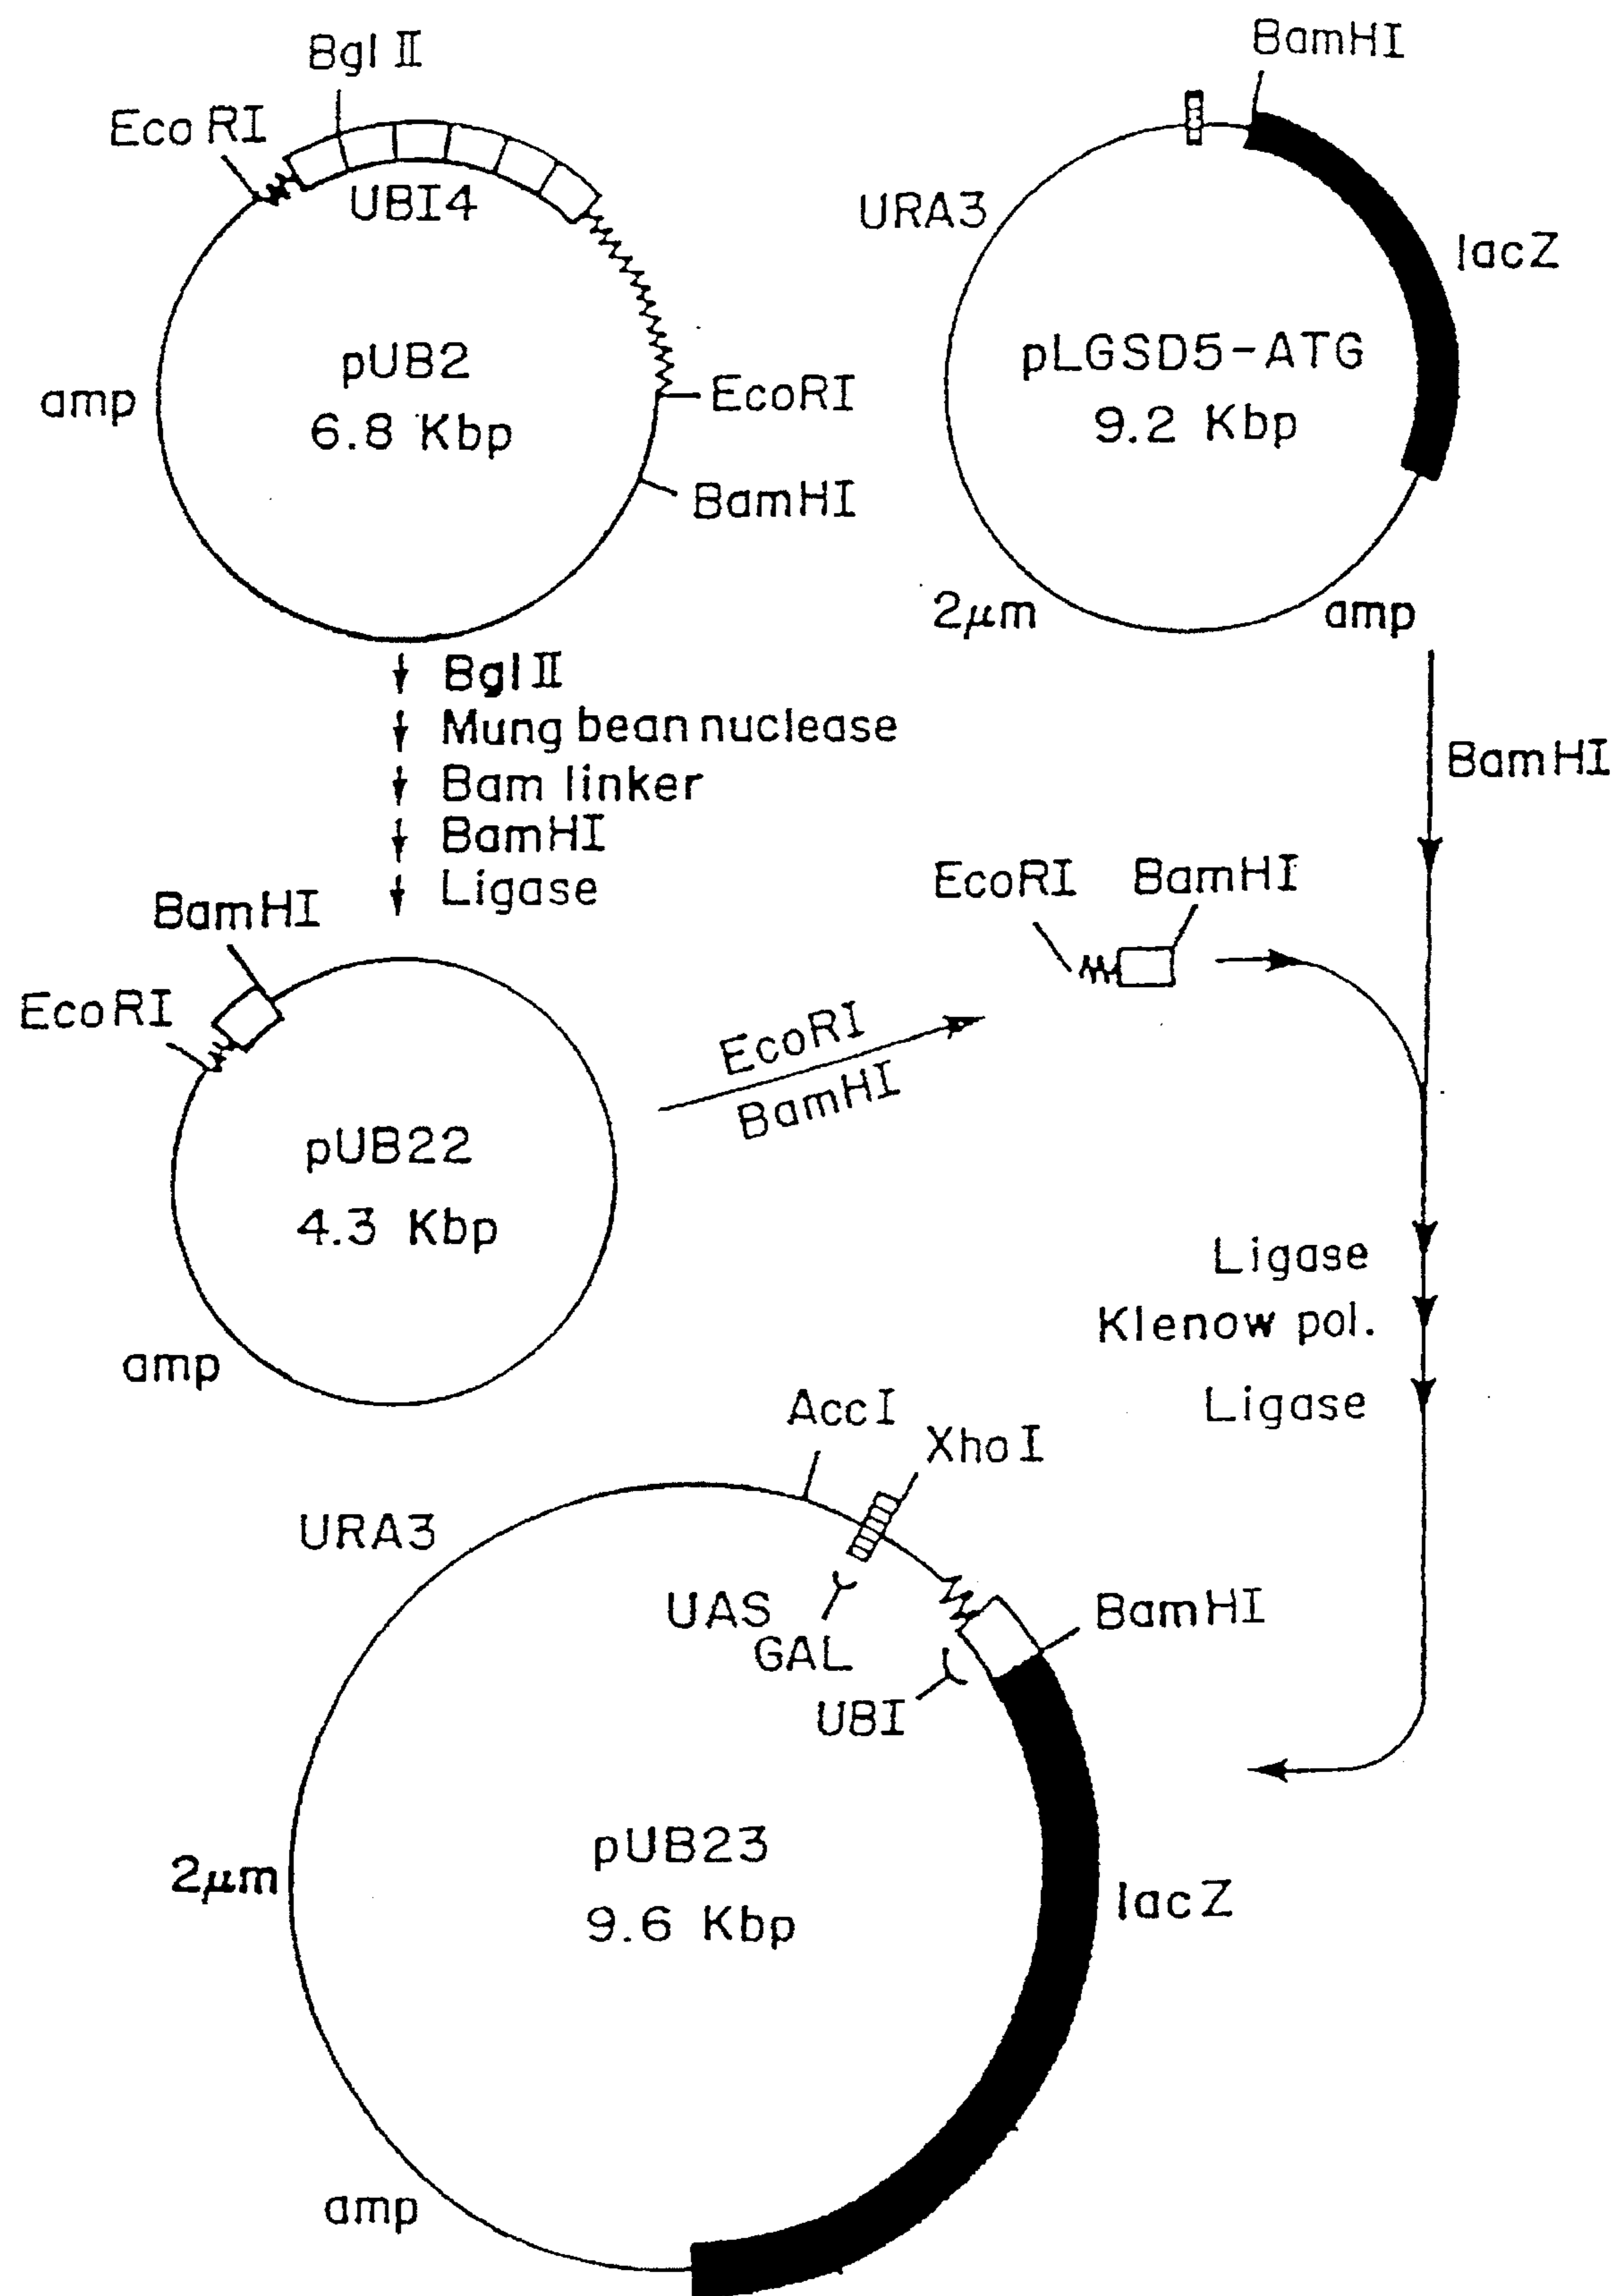 Bgl II
Eco RI
UBI4
pUB2
6.8 Kbp
amp
EcoRI
BamHI
BamHI
URA3
lacZ
pLGSD5-ATG
9.2 Kbp
2μm
amp
Bgl II
Mung bean nuclease
Bam linker
BamHI
Ligase
BamHI
BamHI
EcoRI
pUB22
4.3 Kbp
amp
EcoRI
BamHI
EcoRI
BamHI
Ligase
Klenow pol.
Ligase
AccI
XhoI
URA3
UAS
GAL
UBI
BamHI
pUB23
9.6 Kbp
2μm
lacZ
amp